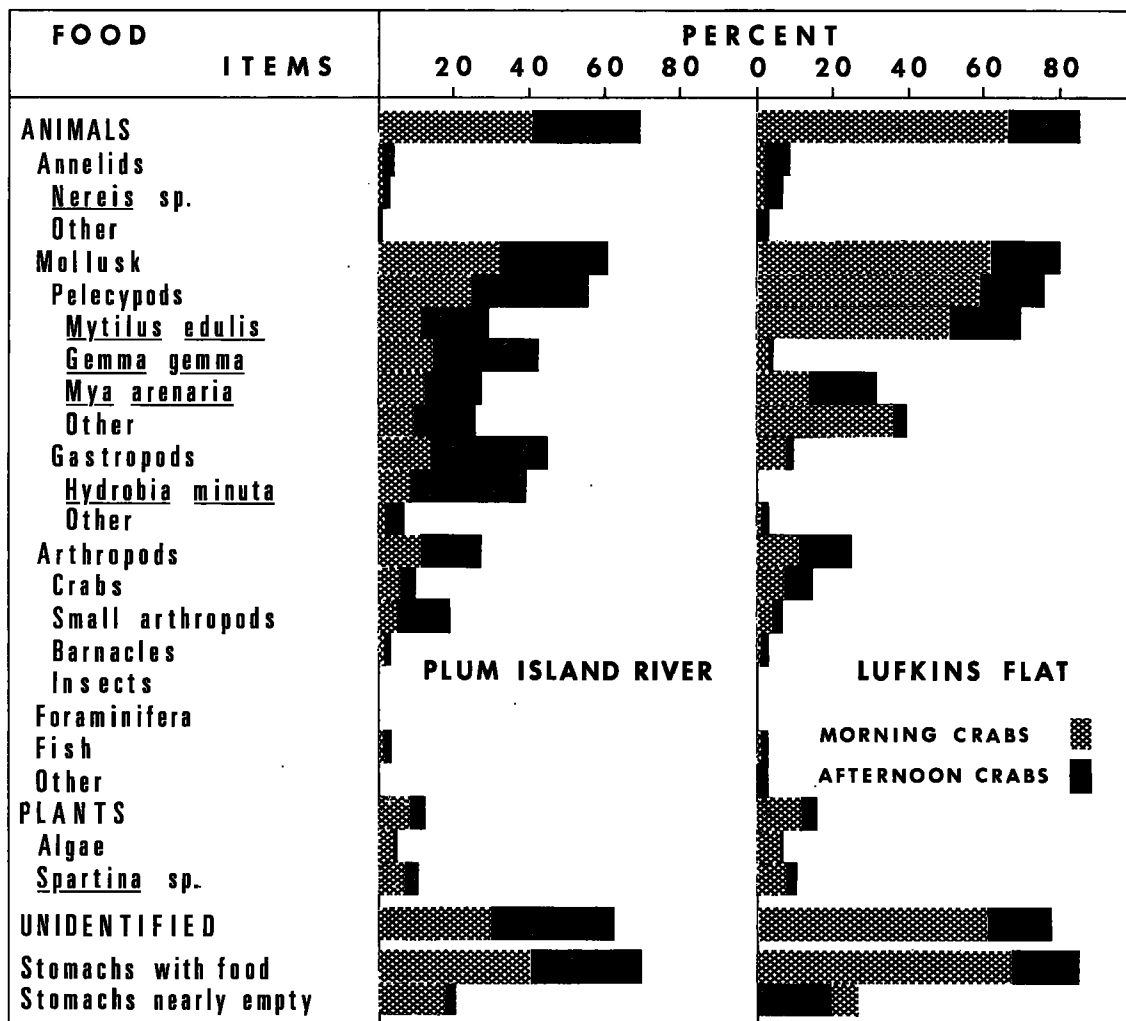 FOOD ITEMS
PERCENT
20 40 60 80 0 20 40 60 80
ANIMALS
Annelids
Nereis sp.
Other
Mollusk
Pelecypods
Mytilus edulis
Gemma gemma
Mya arenaria
Other
Gastropods
Hydrobia minuta
Other
Arthropods
Crabs
Small arthropods
Barnacles
Insects
Foraminifera
Fish
Other
PLANTS
Algae
Spartina sp.
UNIDENTIFIED
Stomachs with food
Stomachs nearly empty
PLUM ISLAND RIVER
LUFKINS FLAT
MORNING CRABS
AFTERNOON CRABS